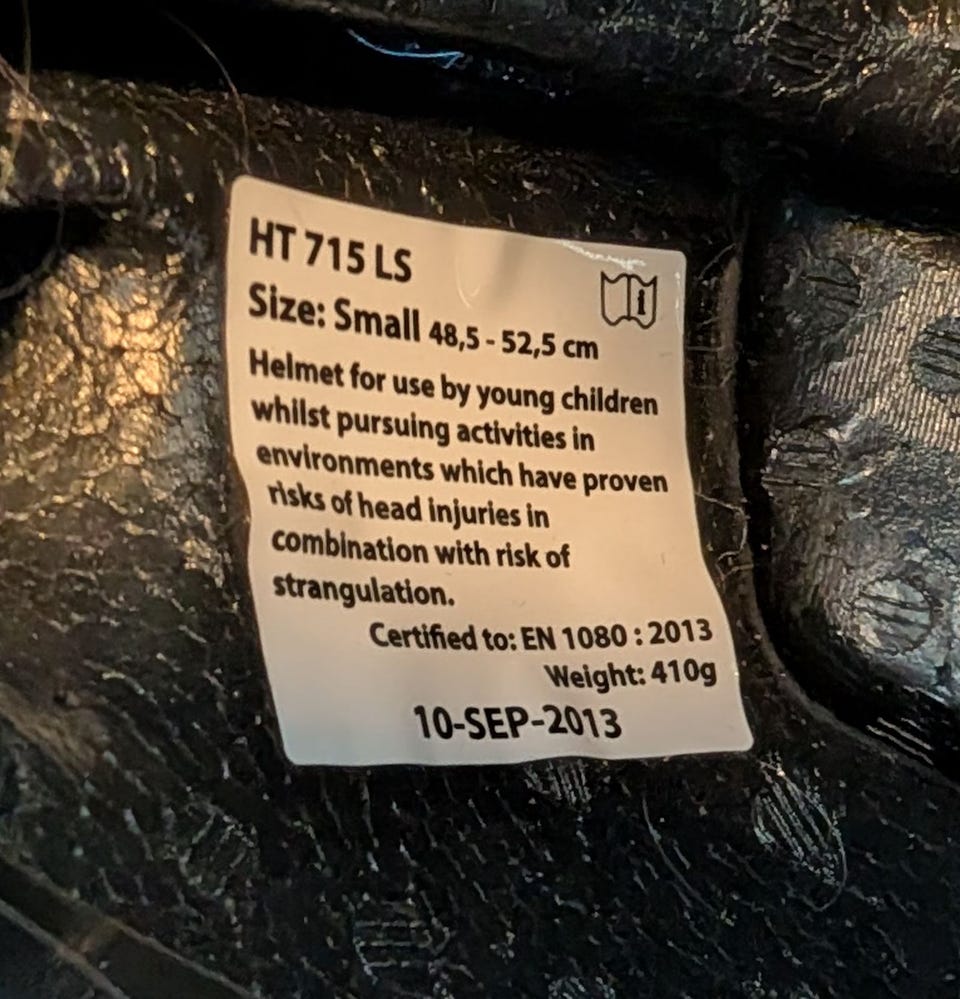 HT 715 LS
Size: Small 48,5 - 52,5 cm
Helmet for use by young children
whilst pursuing activities in
environments which have proven
risks of head injuries in
combination with risk of
strangulation.
Certified to: EN 1080 : 2013
Weight: 410g
10-SEP-2013